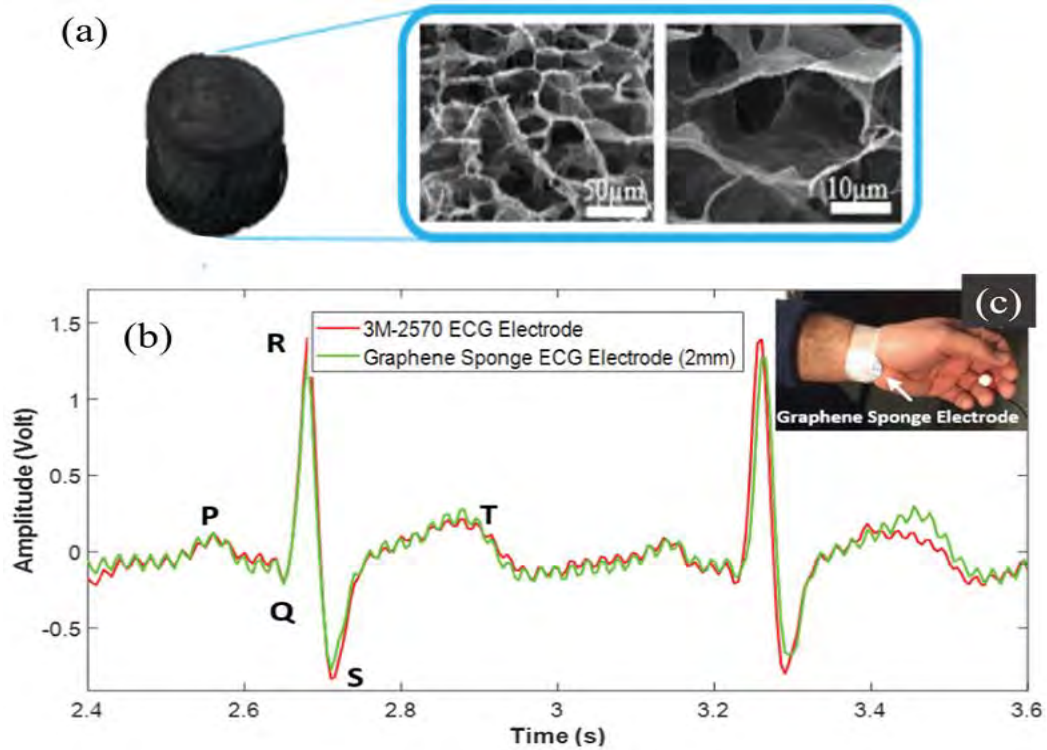 (a)
50μm
10μm
(b)
(c)
3M-2570 ECG Electrode
Graphene Sponge ECG Electrode (2mm)
Graphene Sponge Electrode
R
P
Q
S
T
Amplitude (Volt)
1.5
1
0.5
0
-0.5
2.4
2.6
2.8
3
3.2
3.4
3.6
Time (s)